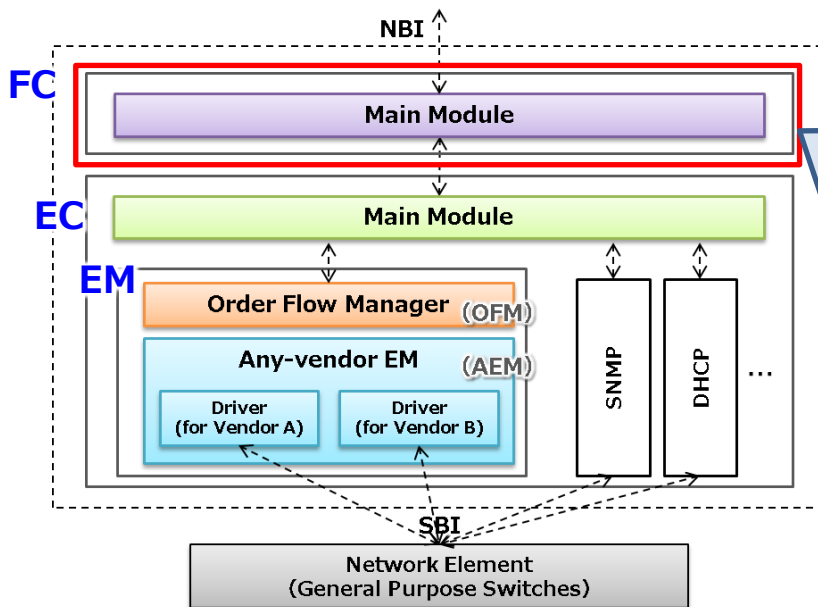 NBI
FC
Main Module
EC
Main Module
EM
Order Flow Manager
(OFM)
Any-vendor EM
(AEM)
Driver
(for Vendor A)
Driver
(for Vendor B)
SNMP
DHCP
...
SBI
Network Element
(General Purpose Switches)